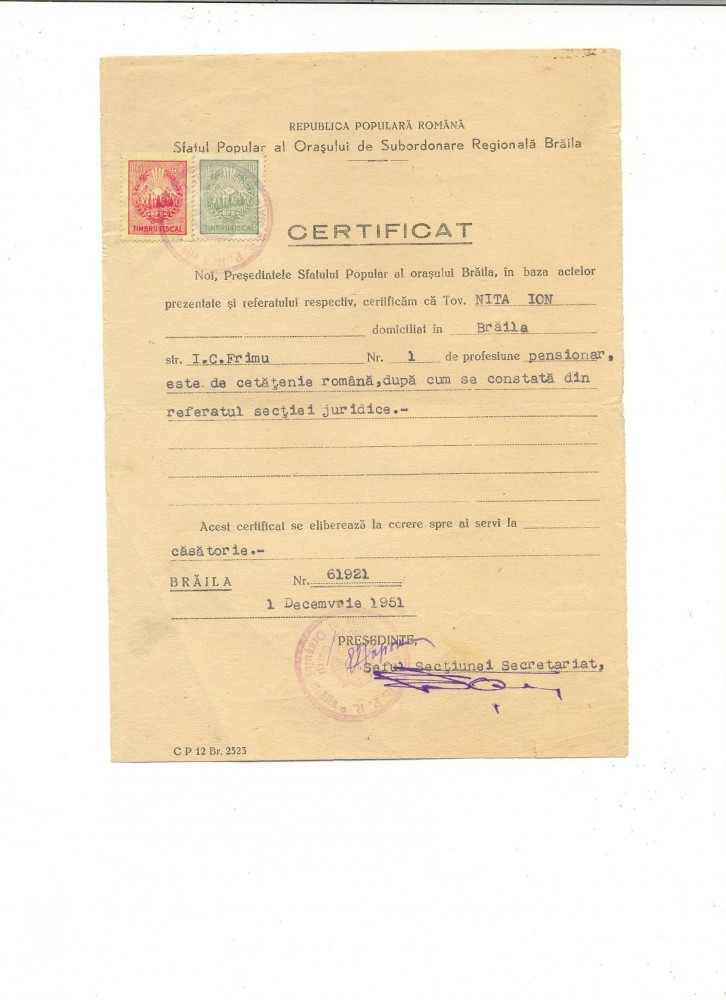 REPUBLICA POPULARĂ ROMÂNĂ
Sfatul Popular al Orașului de Subordonare Regională Brăila
TIMBRU FISCAL
TIMBRU FISCAL
CERTIFICAT
Noi, Președintele Sfatului Popular al orașului Brăila, în baza actelor
prezentate și referatului respectiv, certificăm că Tov. NITA ION
domiciliat în Brăila
str. I.C.Frimu Nr. 1 de profesiune pensionar,
este de cetățenie română,după cum se constată din
referatul secției juridice.-
Acest certificat se eliberează la cerere spre ai servi la
căsătorie.-
BRĂILA Nr. 61921
1 Decemvrie 1951
PREȘEDINTE,
Șeful Secțiunei Secretariat,
C P 12 Br. 2523